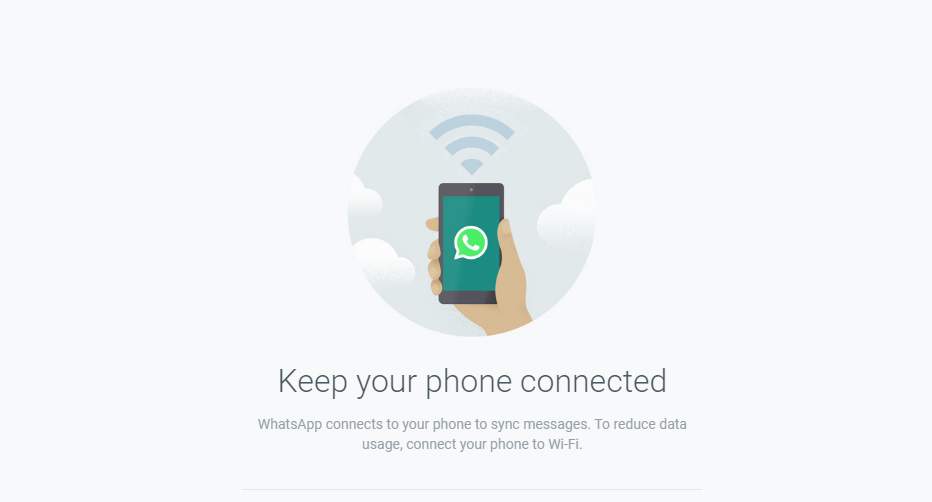 Keep your phone connected
WhatsApp connects to your phone to sync messages. To reduce data
usage, connect your phone to Wi-Fi.